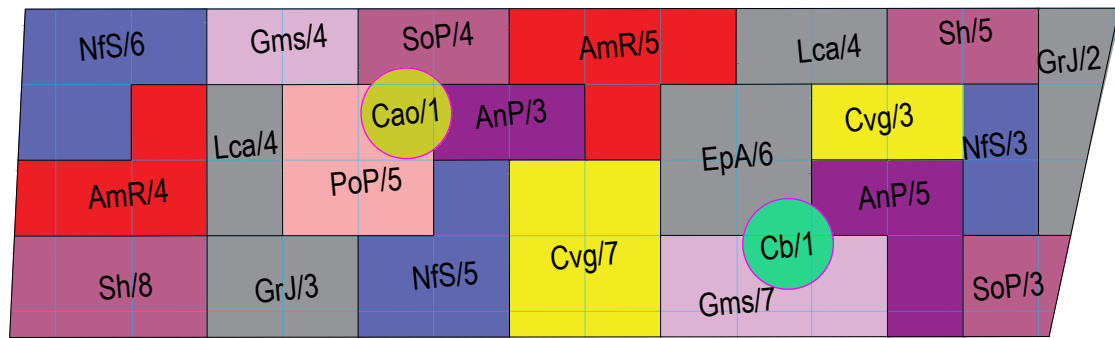 NfS/6
Gms/4
SoP/4
AmR/5
Lca/4
Sh/5
GrJ/2
Cao/1
AnP/3
Cvg/3
Lca/4
NfS/3
EpA/6
PoP/5
AmR/4
AnP/5
Cb/1
Cvg/7
Sh/8
GrJ/3
NfS/5
Gms/7
SoP/3